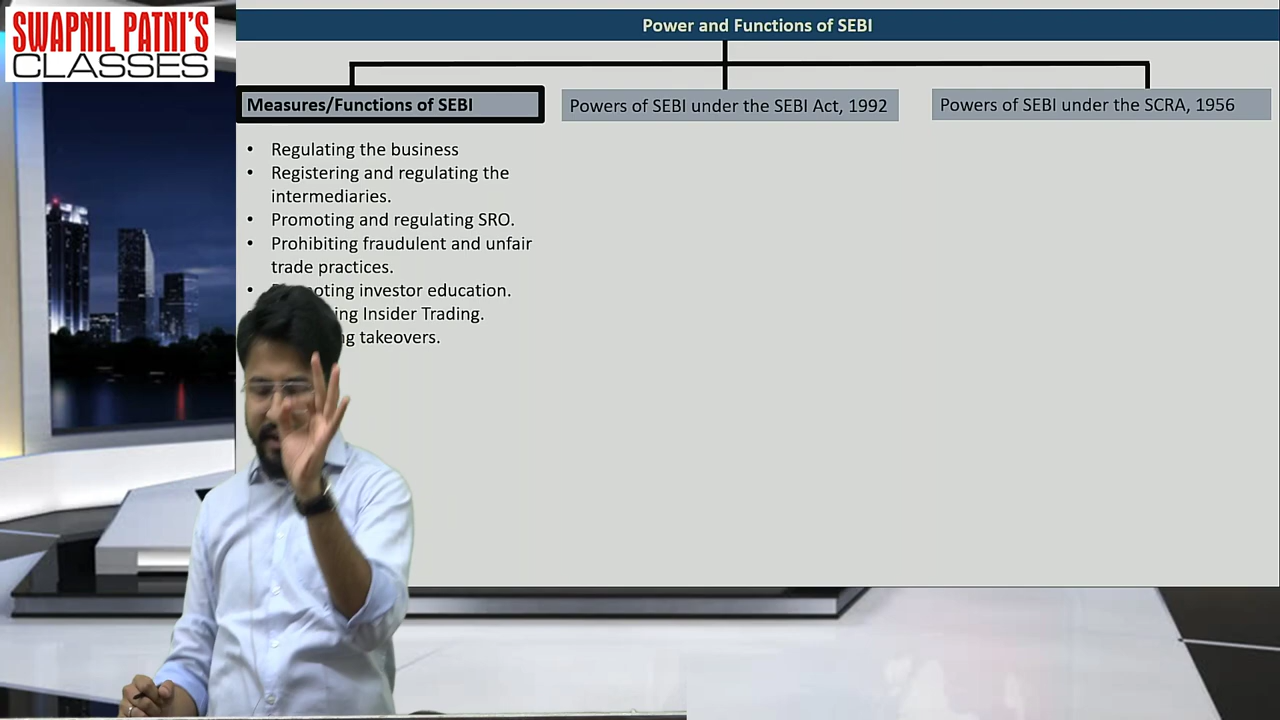 SWAPNIL PATNI'S
CLASSES
Power and Functions of SEBI
Measures/Functions of SEBI
Powers of SEBI under the SEBI Act, 1992
Powers of SEBI under the SCRA, 1956
• Regulating the business
• Registering and regulating the
intermediaries.
• Promoting and regulating SRO.
• Prohibiting fraudulent and unfair
trade practices.
• investor education.
Insider Trading.
takeovers.